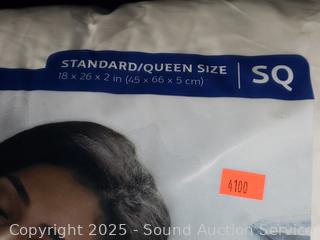 STANDARD/QUEEN SIZE
18 x 26 x 2 in (45 x 66 x 5 cm)
SQ
4100
Copyright 2025 - Sound Auction Service